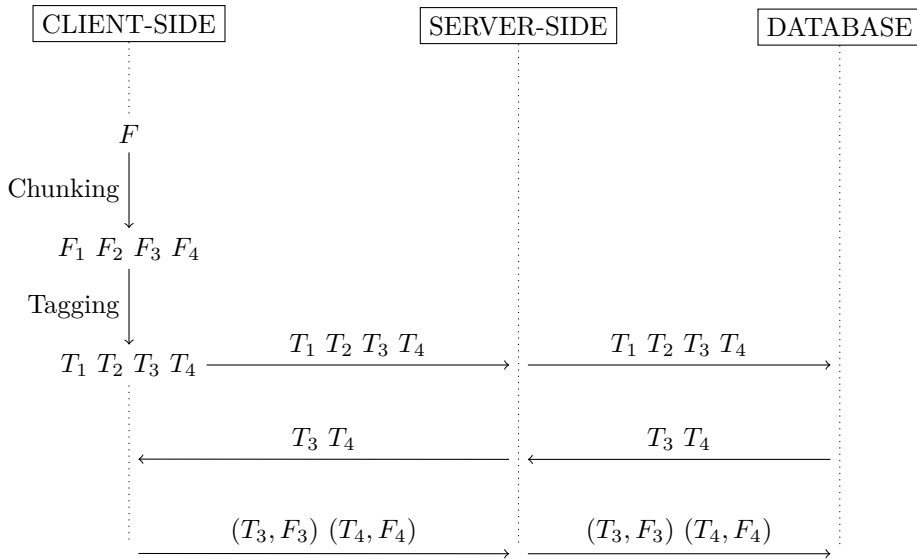 CLIENT-SIDE SERVER-SIDE DATABASE
F
Chunking
F₁ F₂ F₃ F₄
Tagging
T₁ T₂ T₃ T₄ T₁ T₂ T₃ T₄
T₁ T₂ T₃ T₄
T₃ T₄ T₃ T₄
(T₃, F₃) (T₄, F₄) (T₃, F₃) (T₄, F₄)